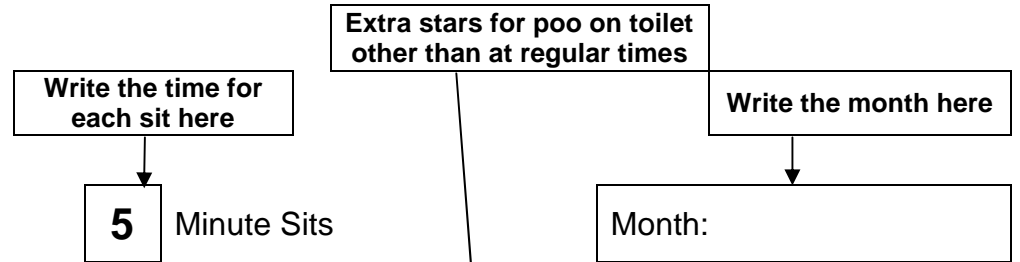 Extra stars for poo on toilet
other than at regular times
Write the time for
each sit here
Write the month here
5 Minute Sits
Month: